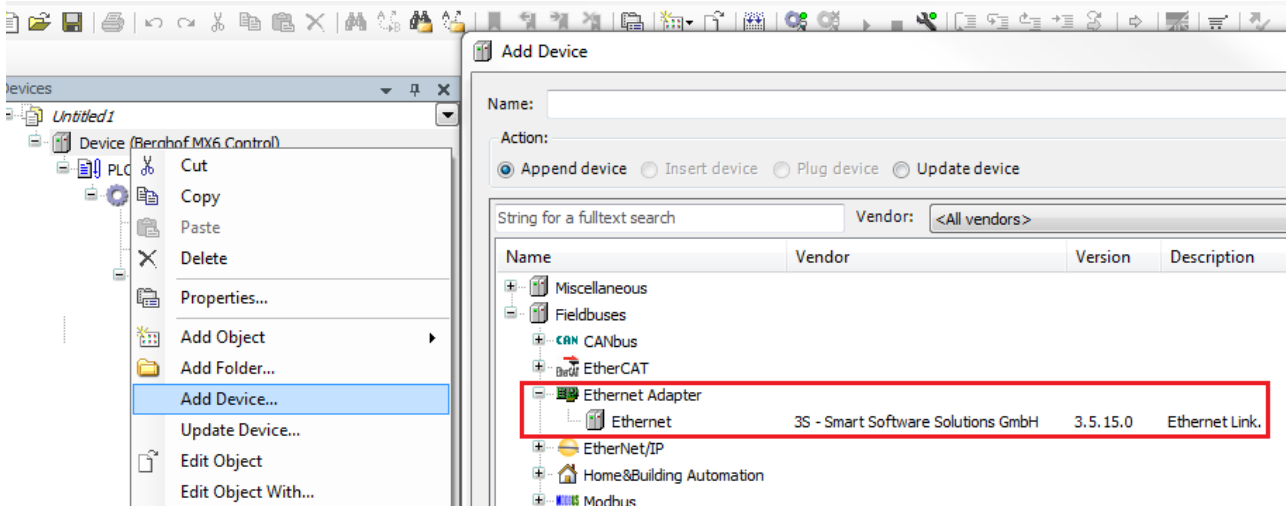 Add Device
Devices
Name:
Untitled1
Action:
Device (Berghof MX6 Control)
Append device Insert device Plug device Update device
PLC
Cut
Copy
String for a fulltext search Vendor: <All vendors>
Paste
Name Vendor Version Description
Delete
Miscellaneous
Properties...
Fieldbuses
Add Object
CAN CANbus
Add Folder...
EtherCAT
Add Device...
Ethernet Adapter
Ethernet 3S - Smart Software Solutions GmbH 3.5.15.0 Ethernet Link.
Update Device...
EtherNet/IP
Edit Object
Home&Building Automation
Edit Object With...
Modbus